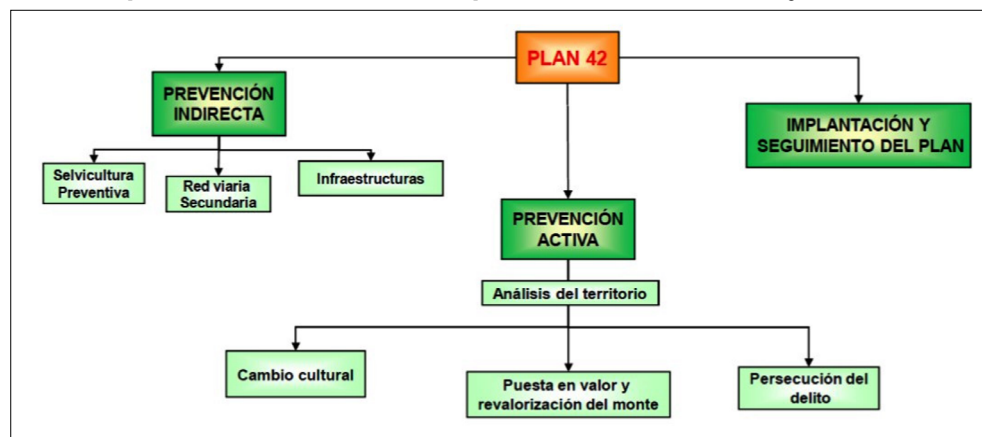 PLAN 42
PREVENCIÓN
INDIRECTA
IMPLANTACIÓN Y
SEGUIMIENTO DEL PLAN
Selvicultura
Preventiva
Red viaria
Secundaria
Infraestructuras
PREVENCIÓN
ACTIVA
Análisis del territorio
Cambio cultural
Puesta en valor y
revalorización del monte
Persecución del
delito